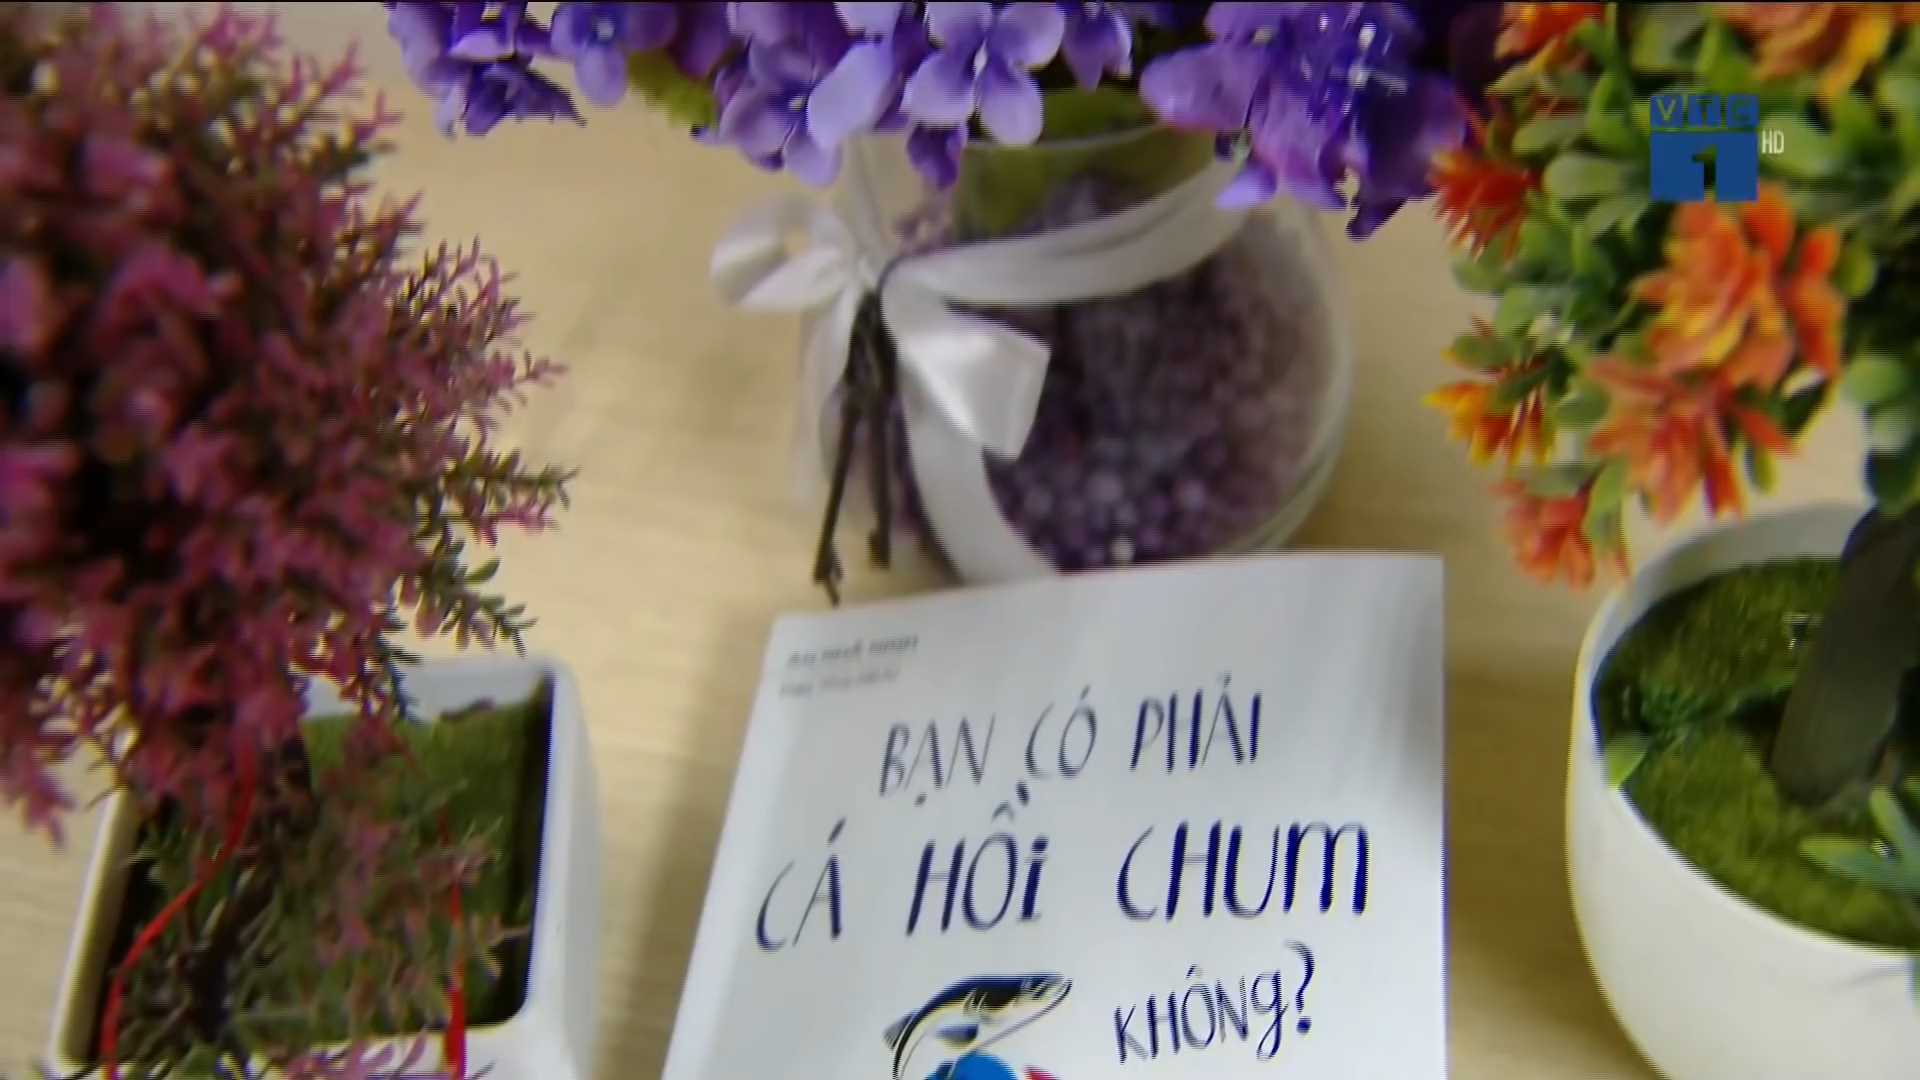 VTC
1 HD
BẠN CÓ PHẢI
CÁ HỒi CHUM
KHÔNG?